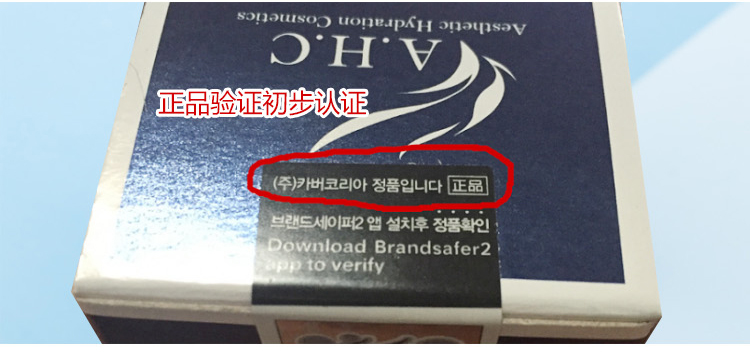 Aesthetic Hydration Cosmetics
A.H.C
正品验证初步认证
(주)카버코리아 정품입니다 正品
브랜드세이퍼2 앱 설치후 정품확인
Download Brandsafer2
app to verify